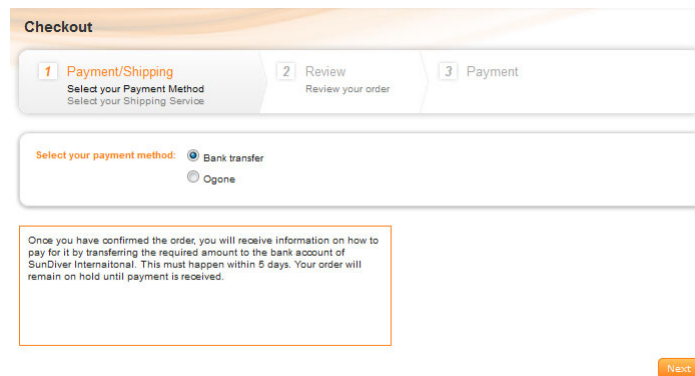 Checkout
1 Payment/Shipping
Select your Payment Method
Select your Shipping Service
2 Review
Review your order
3 Payment
Select your payment method:
Bank transfer
Ogone
Once you have confirmed the order, you will receive information on how to
pay for it by transferring the required amount to the bank account of
SunDiver Internaitonal. This must happen within 5 days. Your order will
remain on hold until payment is received.
Next